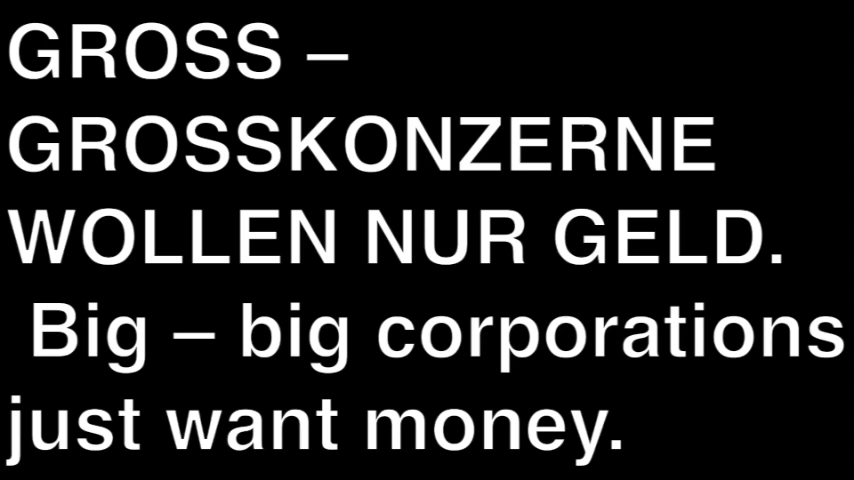 GROSS –
GROSSKONZERNE
WOLLEN NUR GELD.
Big – big corporations
just want money.